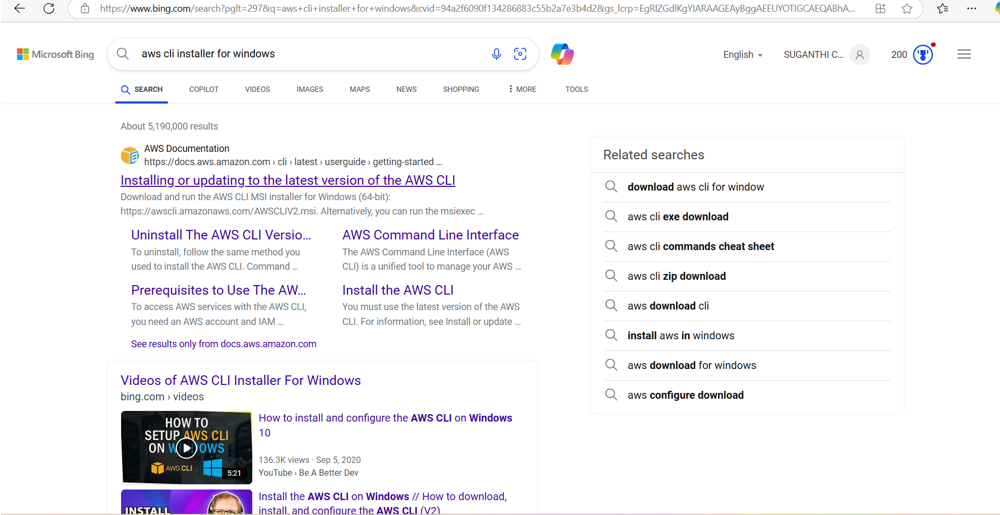 https://www.bing.com/search?pglt=297&q=aws+cli+installer+for+windows&cvid=94a2f6090f134286883c55b2a7e3b4d2&gs_lcrp=EgRlZGdlKgYIARAAGEAyBggAEEUYOTIGCAEQABhA...
Microsoft Bing
aws cli installer for windows
English
SUGANTHI C...
200
SEARCH
COPILOT
VIDEOS
IMAGES
MAPS
NEWS
SHOPPING
MORE
TOOLS
About 5,190,000 results
AWS Documentation
https://docs.aws.amazon.com › cli › latest › userguide › getting-started ...
Installing or updating to the latest version of the AWS CLI
Download and run the AWS CLI MSI installer for Windows (64-bit):
https://awscli.amazonaws.com/AWSCLIV2.msi. Alternatively, you can run the msiexec ...
Uninstall The AWS CLI Versio...
To uninstall, follow the same method you
used to install the AWS CLI. Command ...
AWS Command Line Interface
The AWS Command Line Interface (AWS
CLI) is a unified tool to manage your AWS ...
Prerequisites to Use The AW...
To access AWS services with the AWS CLI,
you need an AWS account and IAM ...
Install the AWS CLI
You must use the latest version of the AWS
CLI. For information, see Install or update ...
See results only from docs.aws.amazon.com
Videos of AWS CLI Installer For Windows
bing.com › videos
HOW TO
SETUP AWS CLI
ON WINDOWS
AWS CLI
5:21
How to install and configure the AWS CLI on Windows
10
136.3K views · Sep 5, 2020
YouTube › Be A Better Dev
INSTALL
Install the AWS CLI on Windows // How to download,
install, and configure the AWS CLI (V2)
Related searches
download aws cli for window
aws cli exe download
aws cli commands cheat sheet
aws cli zip download
aws download cli
install aws in windows
aws download for windows
aws configure download